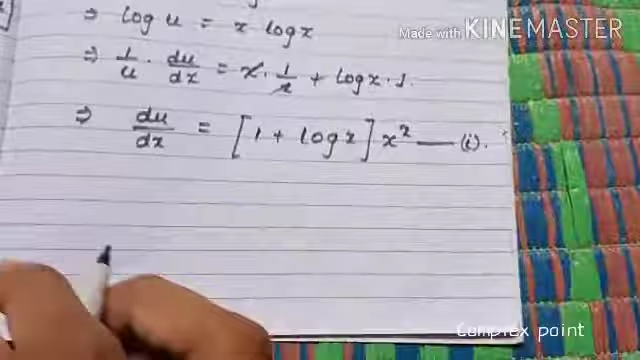 ⇒ log u = x log x
Made with KINEMASTER
⇒ 1/u · du/dx = x · 1/x + log x · 1.
⇒ du/dx = [1 + log x] x^x — (i).
Complex point